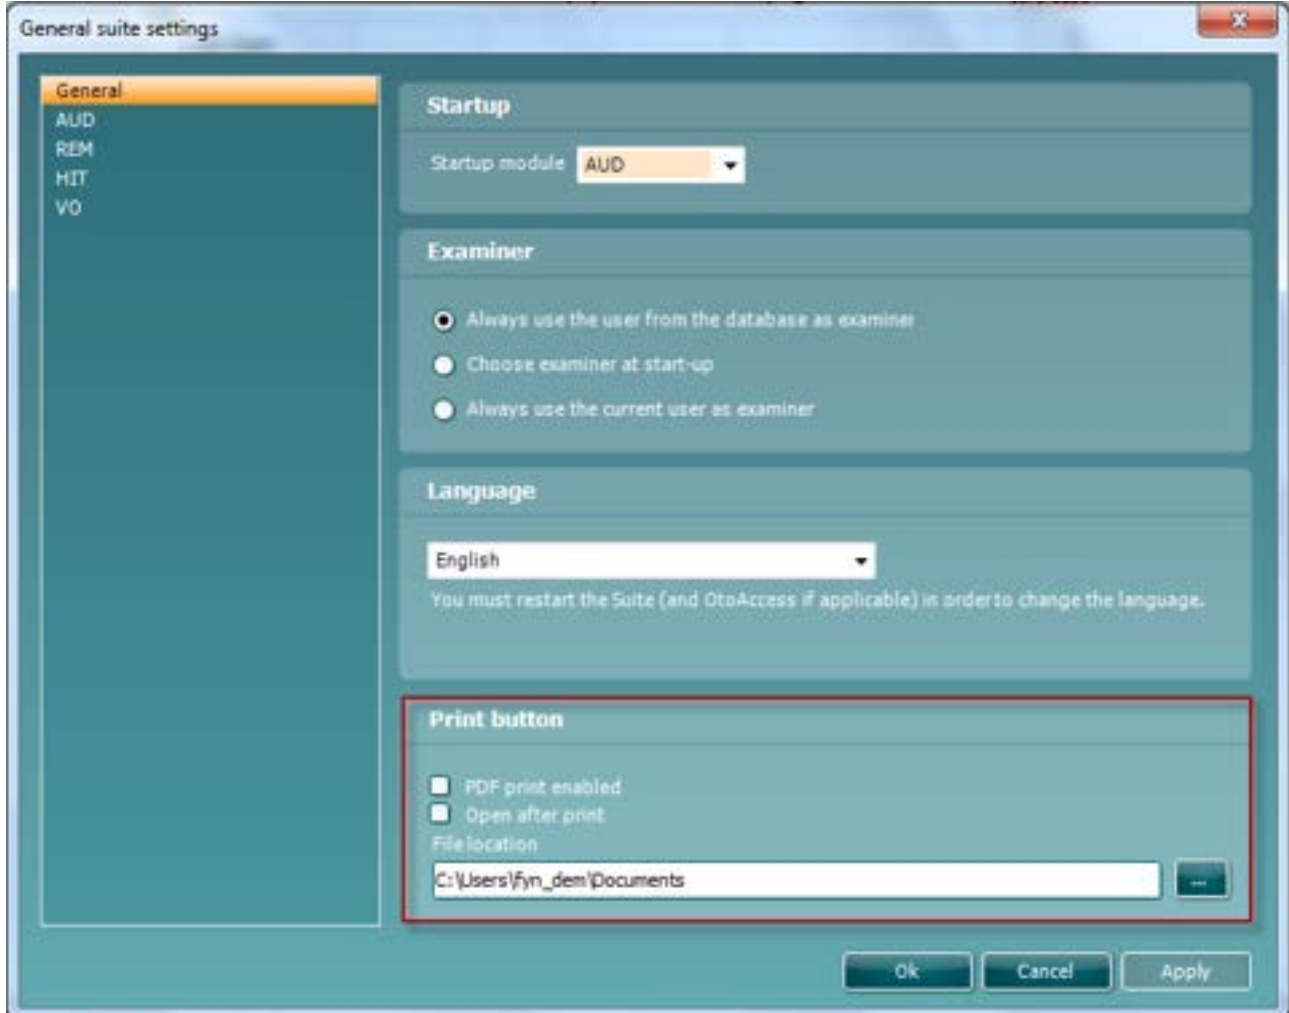 General suite settings
General
AUD
REM
HIT
VO
Startup
Startup module AUD
Examiner
Always use the user from the database as examiner
Choose examiner at start-up
Always use the current user as examiner
Language
English
You must restart the Suite (and OtoAccess if applicable) in order to change the language.
Print button
PDF print enabled
Open after print
File location
C:\Users\fyn_dem\Documents
...
Ok Cancel Apply